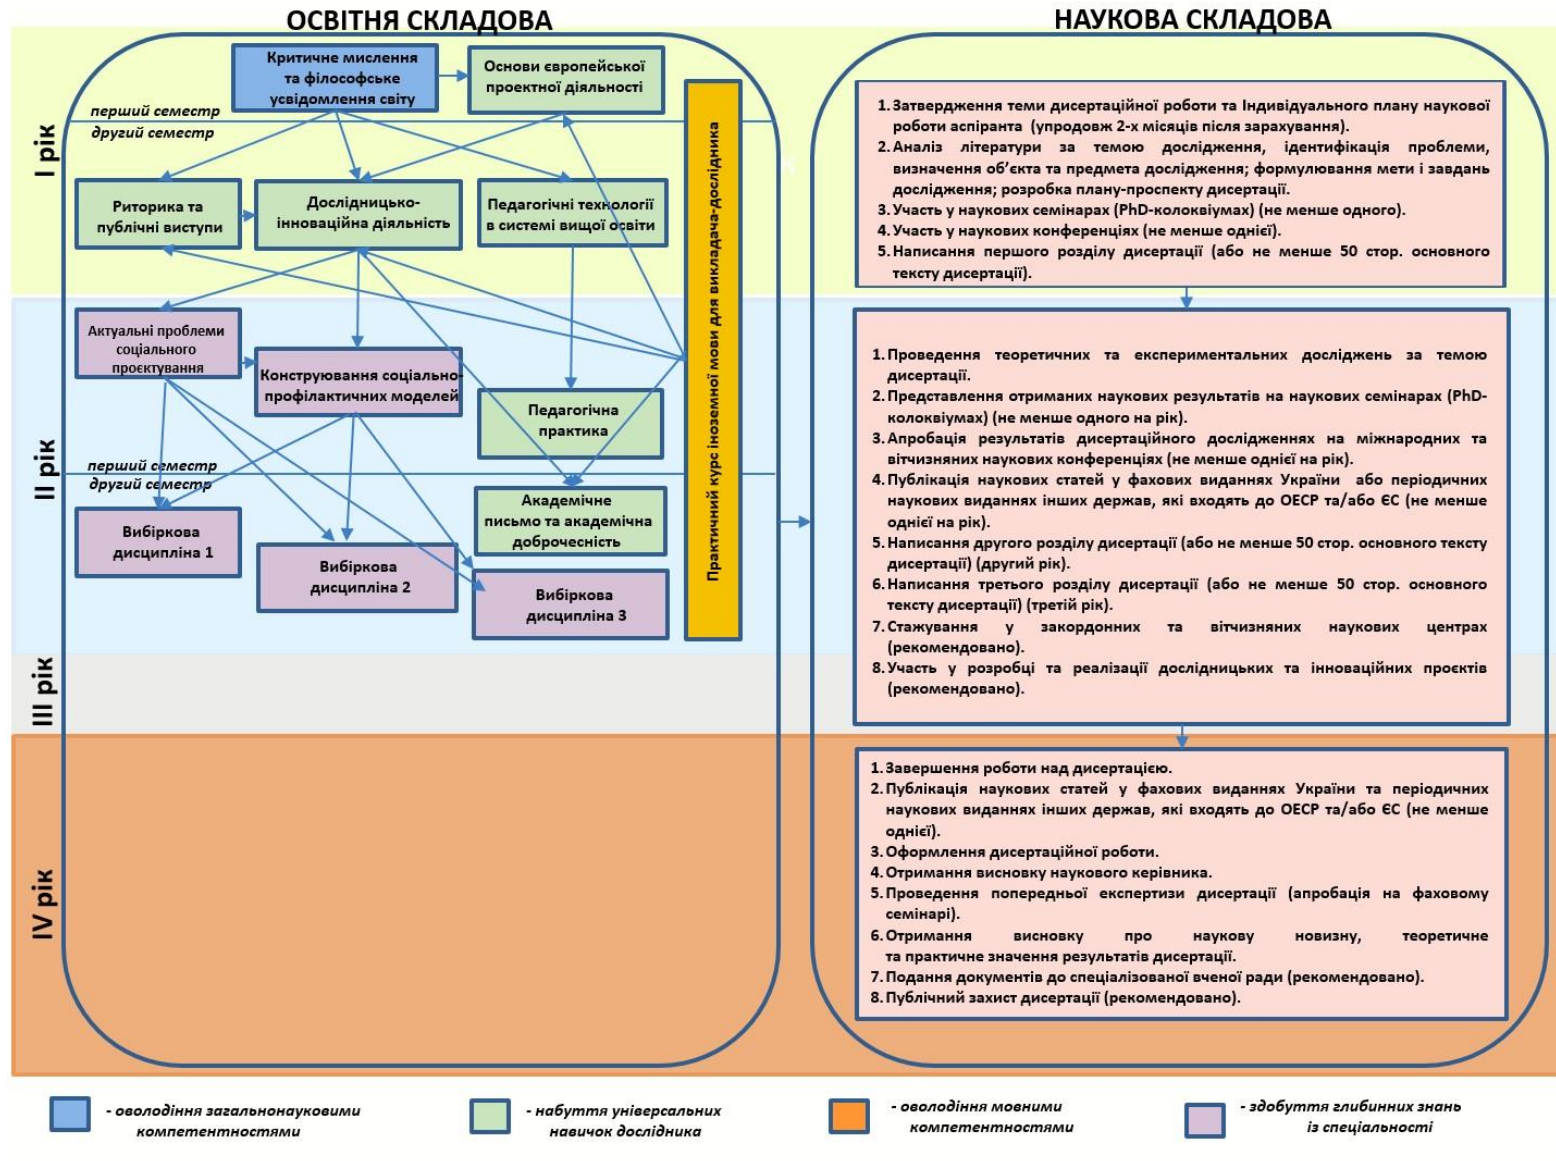 ОСВІТНЯ СКЛАДОВА
НАУКОВА СКЛАДОВА
І рік
Критичне мислення
та філософське
усвідомлення світу
Основи європейської
проектної діяльності
перший семестр
другий семестр
Риторика та
публічні виступи
Дослідницько-
інноваційна діяльність
Педагогічні технології
в системі вищої освіти
ІІ рік
Актуальні проблеми
соціального
проєктування
Конструювання соціально-
профілактичних моделей
Педагогічна
практика
перший семестр
другий семестр
Вибіркова
дисципліна 1
Вибіркова
дисципліна 2
Академічне
письмо та академічна
доброчесність
Вибіркова
дисципліна 3
Практичний курс іноземної мови для викладача-дослідника
ІІІ рік
IV рік
1. Затвердження теми дисертаційної роботи та Індивідуального плану наукової
роботи аспіранта (упродовж 2-х місяців після зарахування).
2. Аналіз літератури за темою дослідження, ідентифікація проблеми,
визначення об’єкта та предмета дослідження; формулювання мети і завдань
дослідження; розробка плану-проспекту дисертації.
3. Участь у наукових семінарах (PhD-колоквіумах) (не менше одного).
4. Участь у наукових конференціях (не менше однієї).
5. Написання першого розділу дисертації (або не менше 50 стор. основного
тексту дисертації).
1. Проведення теоретичних та експериментальних досліджень за темою
дисертації.
2. Представлення отриманих наукових результатів на наукових семінарах (PhD-
колоквіумах) (не менше одного на рік).
3. Апробація результатів дисертаційного дослідженнях на міжнародних та
вітчизняних наукових конференціях (не менше однієї на рік).
4. Публікація наукових статей у фахових виданнях України або періодичних
наукових виданнях інших держав, які входять до ОЕСР та/або ЄС (не менше
однієї на рік).
5. Написання другого розділу дисертації (або не менше 50 стор. основного тексту
дисертації) (другий рік).
6. Написання третього розділу дисертації (або не менше 50 стор. основного
тексту дисертації) (третій рік).
7. Стажування у закордонних та вітчизняних наукових центрах
(рекомендовано).
8. Участь у розробці та реалізації дослідницьких та інноваційних проєктів
(рекомендовано).
1. Завершення роботи над дисертацією.
2. Публікація наукових статей у фахових виданнях України та періодичних
наукових виданнях інших держав, які входять до ОЕСР та/або ЄС (не менше
однієї).
3. Оформлення дисертаційної роботи.
4. Отримання висновку наукового керівника.
5. Проведення попередньої експертизи дисертації (апробація на фаховому
семінарі).
6. Отримання висновку про наукову новизну, теоретичне
та практичне значення результатів дисертації.
7. Подання документів до спеціалізованої вченої ради (рекомендовано).
8. Публічний захист дисертації (рекомендовано).
- оволодіння загальнонауковими
компетентностями
- набуття універсальних
навичок дослідника
- оволодіння мовними
компетентностями
- здобуття глибинних знань
із спеціальності